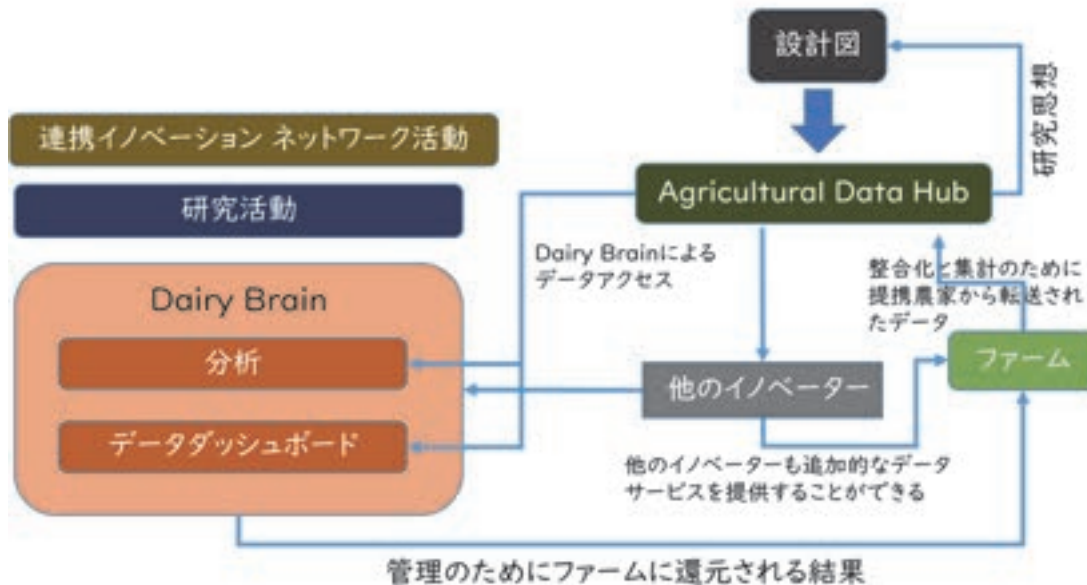 設計図
研究思想
連携イノベーション ネットワーク活動
研究活動
Agricultural Data Hub
Dairy Brainによる
データアクセス
整合化と集計のために
提携農家から転送され
たデータ
Dairy Brain
分析
データダッシュボード
他のイノベーター
ファーム
他のイノベーターも追加的なデータ
サービスを提供することができる
管理のためにファームに還元される結果